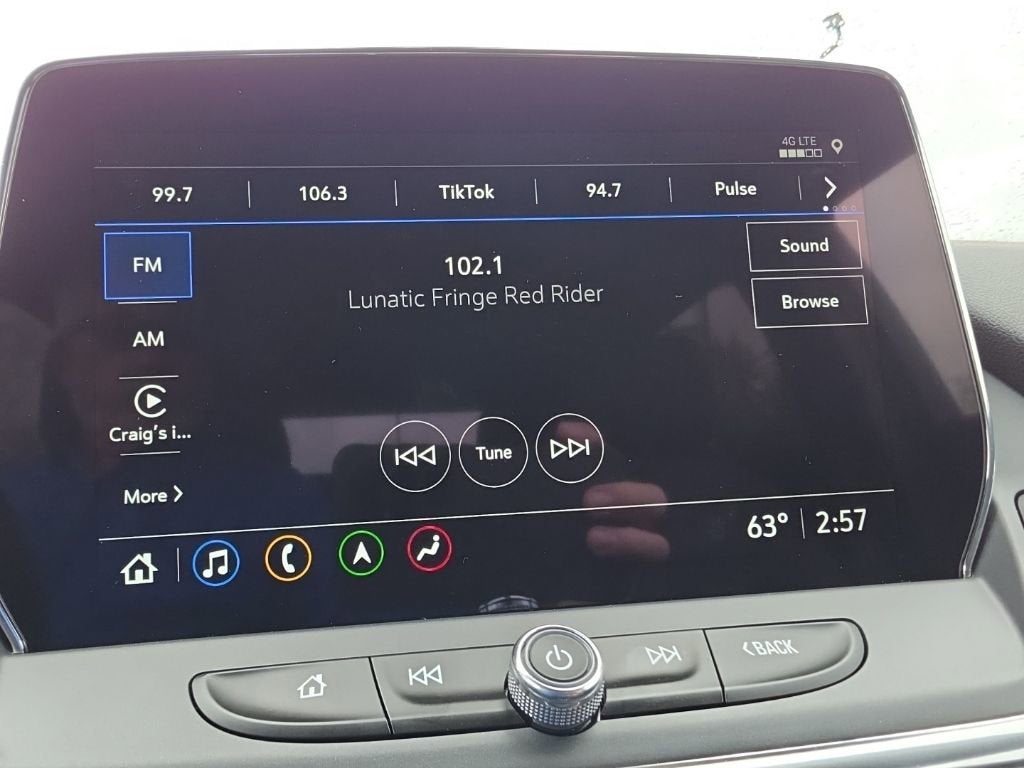 4G LTE
99.7 106.3 TikTok 94.7 Pulse
FM
102.1
Sound
Lunatic Fringe Red Rider
Browse
AM
Craig's i...
Tune
More
63° 2:57
BACK